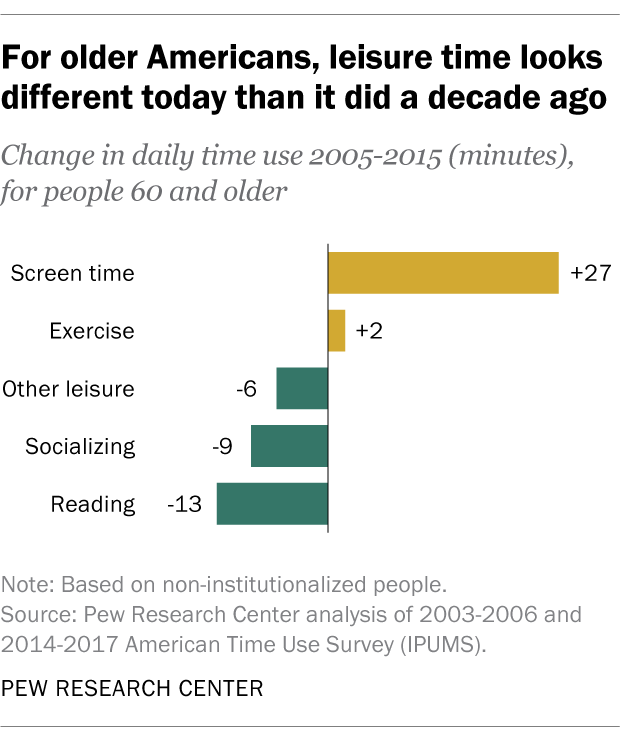 For older Americans, leisure time looks
different today than it did a decade ago
Change in daily time use 2005-2015 (minutes),
for people 60 and older
Screen time +27
Exercise +2
Other leisure -6
Socializing -9
Reading -13
Note: Based on non-institutionalized people.
Source: Pew Research Center analysis of 2003-2006 and
2014-2017 American Time Use Survey (IPUMS).
PEW RESEARCH CENTER